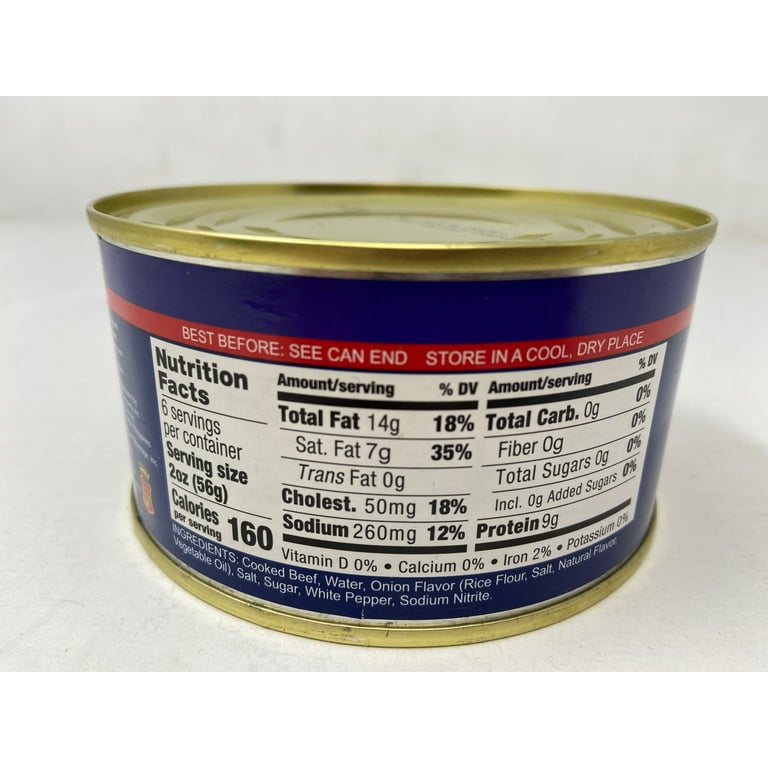 BEST BEFORE: SEE CAN END STORE IN A COOL, DRY PLACE
Nutrition
Facts
6 servings
per container
Serving size
2oz (56g)
Calories
per serving 160
Amount/serving % DV
Total Fat 14g 18%
Sat. Fat 7g 35%
Trans Fat 0g
Cholest. 50mg 18%
Sodium 260mg 12%
Amount/serving % DV
Total Carb. 0g 0%
Fiber 0g 0%
Total Sugars 0g 0%
Incl. 0g Added Sugars 0%
Protein 9g
Vitamin D 0% • Calcium 0% • Iron 2% • Potassium 0%
INGREDIENTS: Cooked Beef, Water, Onion Flavor (Rice Flour, Salt, Natural Flavor,
Vegetable Oil), Salt, Sugar, White Pepper, Sodium Nitrite.